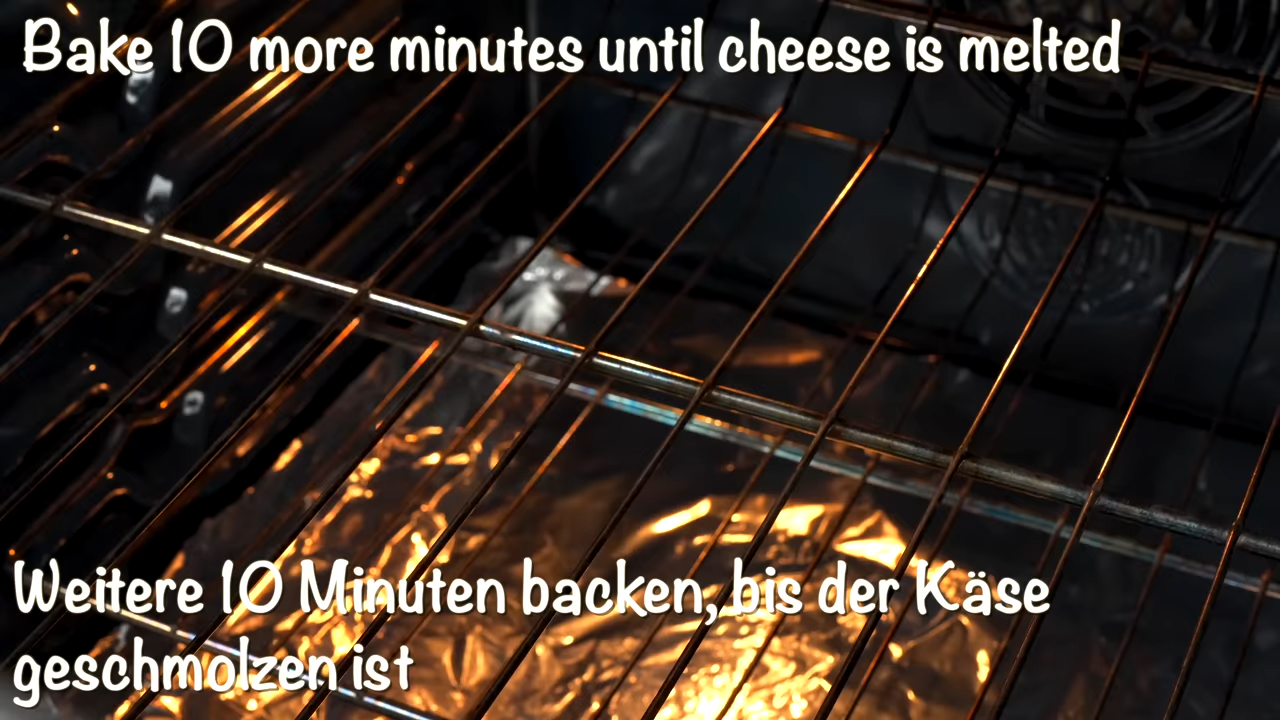 Bake 10 more minutes until cheese is melted
Weitere 10 Minuten backen, bis der Käse
geschmolzen ist